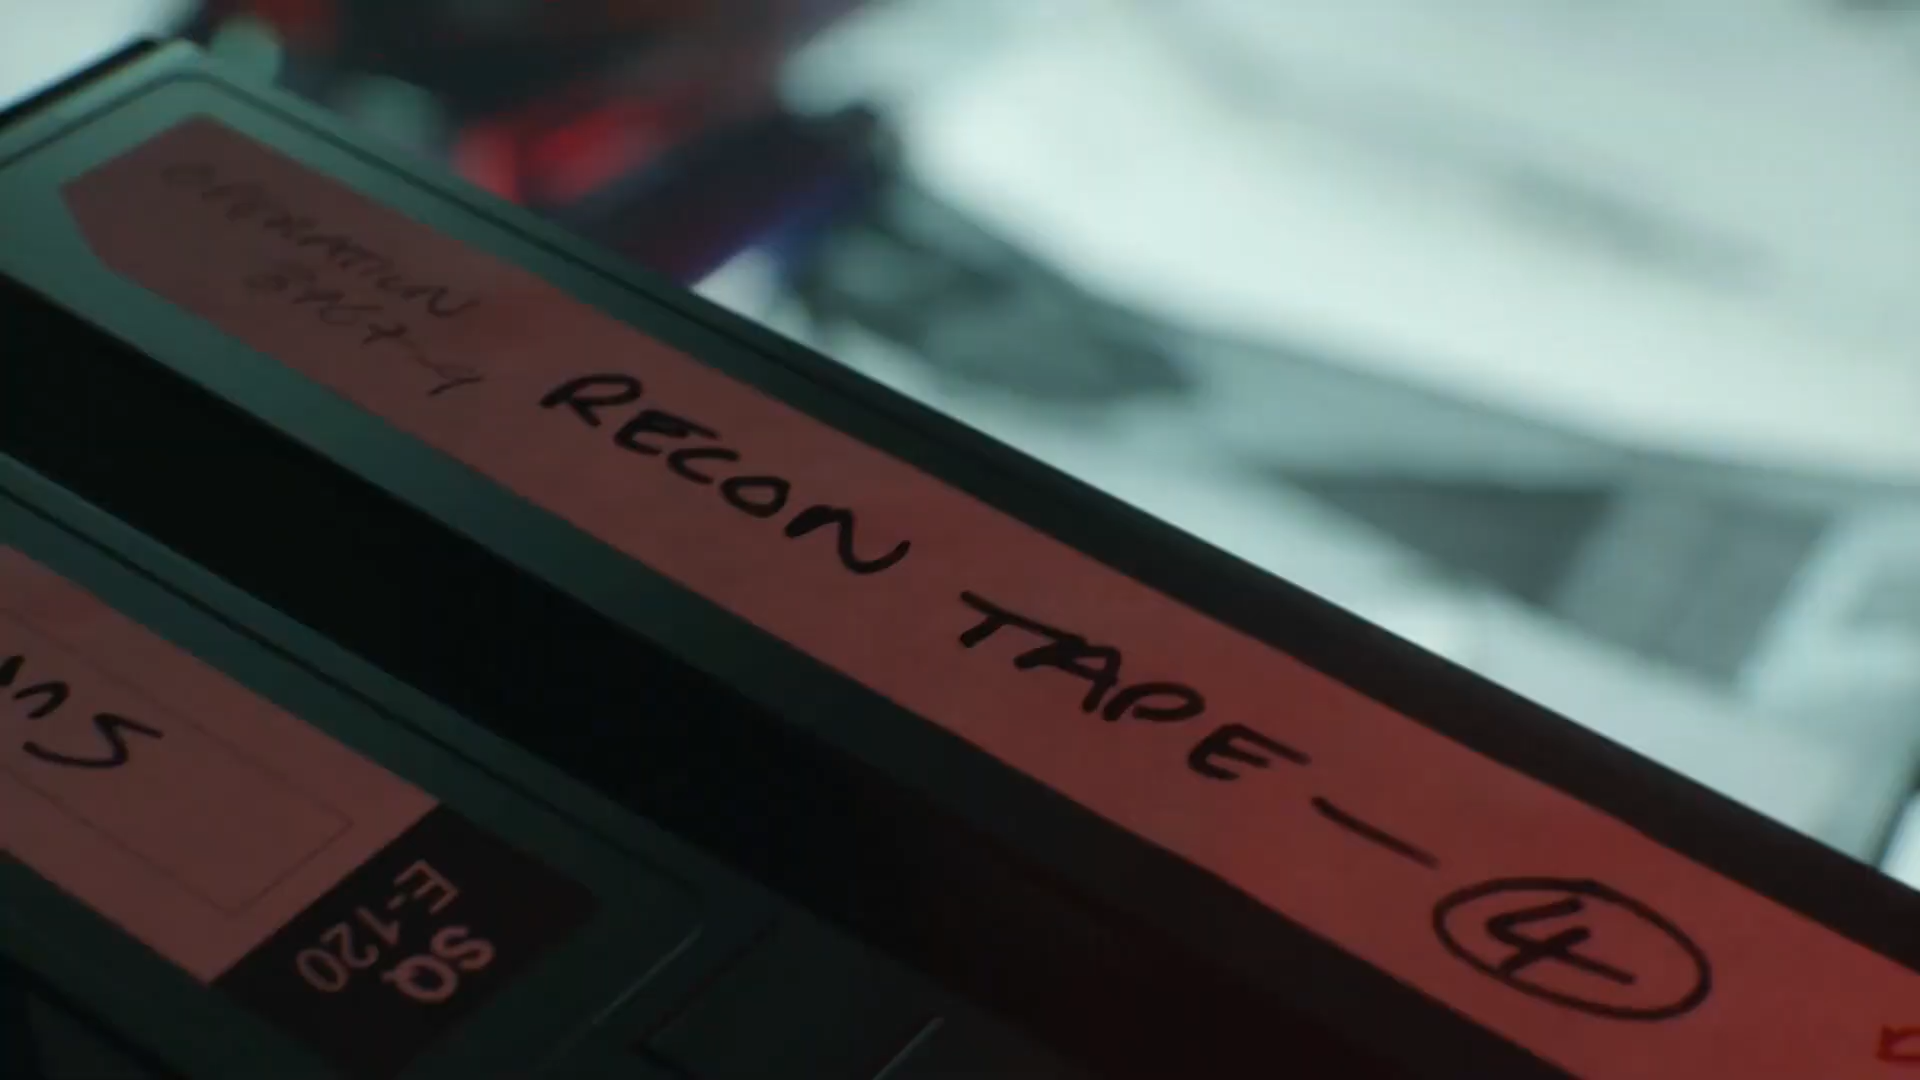 OPERATION
RECON TAPE — ④
SQ
E-120